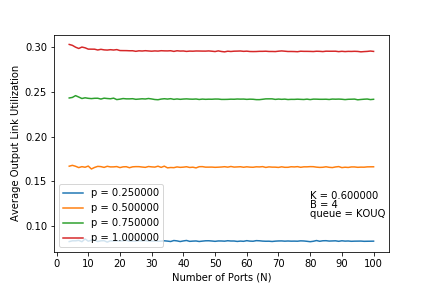 0.30
0.25
0.20
0.15
0.10
Average Output Link Utilization
p = 0.250000
p = 0.500000
p = 0.750000
p = 1.000000
K = 0.600000
B = 4
queue = KOUQ
0 10 20 30 40 50 60 70 80 90 100
Number of Ports (N)